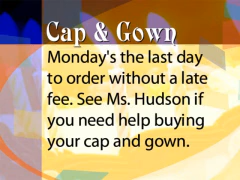 Cap & Gown
Monday's the last day
to order without a late
fee. See Ms. Hudson if
you need help buying
your cap and gown.